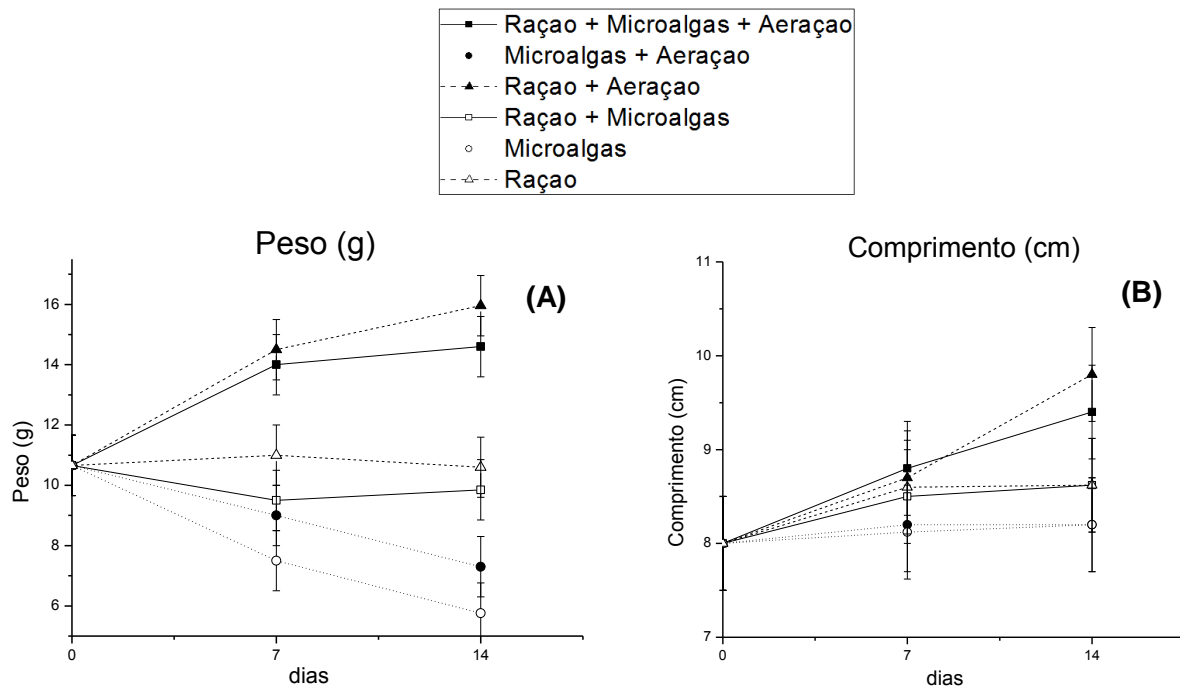 Raçao + Microalgas + Aeraçao
Microalgas + Aeraçao
Raçao + Aeraçao
Raçao + Microalgas
Microalgas
Raçao
Peso (g)
(A)
16
14
12
10
8
6
0
7
14
Peso (g)
dias
Comprimento (cm)
(B)
11
10
9
8
7
0
7
14
Comprimento (cm)
dias